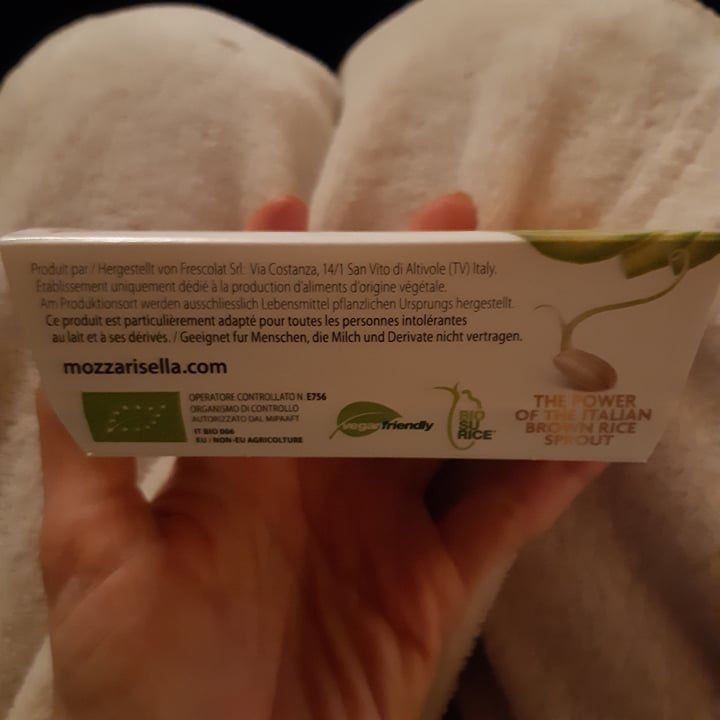 Produit par / Hergestellt von Frescolat Srl. Via Costanza, 14/1 San Vito di Altivole (TV) Italy.
Etablissement uniquement dédié à la production d'aliments d'origine végétale.
Am Produktionsort werden ausschliesslich Lebensmittel pflanzlichen Ursprungs hergestellt.
Ce produit est particulièrement adapté pour toutes les personnes intolérantes
au lait et à ses dérivés. / Geeignet fur Menschen, die Milch und Derivate nicht vertragen.
mozzarisella.com
OPERATORE CONTROLLATO N. E756
ORGANISMO DI CONTROLLO
AUTORIZZATO DAL MIPAAFT
IT BIO 006
EU / NON-EU AGRICOLTURE
veganfriendly
BIO
SU
RICE
THE POWER
OF THE ITALIAN
BROWN RICE
SPROUT